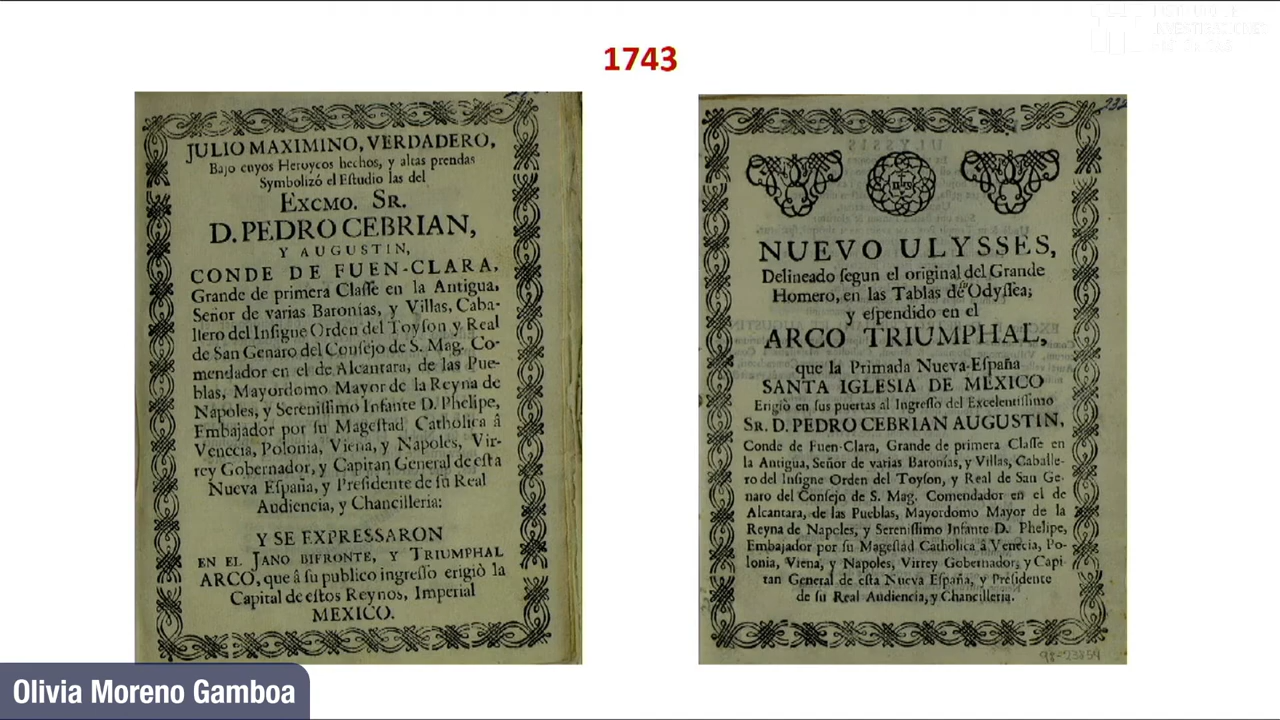 1743
JULIO MAXIMINO, VERDADERO,
Bajo cuyos Heroycos hechos, y altas prendas
Symbolizó el Estudio las del
EXCMO. SR.
D. PEDRO CEBRIAN,
Y AUGUSTIN,
CONDE DE FUEN-CLARA,
Grande de primera Classe en la Antigua,
Señor de varias Baronías, y Villas, Caba-
llero del Insigne Orden del Toyson y Real
de San Genaro del Consejo de S. Mag. Co-
mendador en el de Alcantara, de las Pue-
blas, Mayordomo Mayor de la Reyna de
Napoles, y Serenissimo Infante D. Phelipe,
Embajador por su Magestad Catholica â
Venecia, Polonia, Viena, y Napoles, Vir-
rey Gobernador, y Capitan General de esta
Nueva España, y Presidente de su Real
Audiencia, y Chancilleria:
Y SE EXPRESSARON
EN EL JANO BIFRONTE, Y TRIUMPHAL
ARCO, que â su publico ingresso erigiò la
Capital de estos Reynos, Imperial
MEXICO.
NUEVO ULYSSES,
Delineado segun el original del Grande
Homero, en las Tablas de su Odyssea;
y espendido en el
ARCO TRIUMPHAL,
que la Primada Nueva-España
SANTA IGLESIA DE MEXICO
Erigiò en sus puertas al Ingresso del Excelentissimo
SR. D. PEDRO CEBRIAN AUGUSTIN,
Conde de Fuen-Clara, Grande de primera Classe en
la Antigua, Señor de varias Baronías, y Villas, Caballe-
ro del Insigne Orden del Toyson, y Real de San Ge-
naro del Consejo de S. Mag. Comendador en el de
Alcantara, de las Pueblas, Mayordomo Mayor de la
Reyna de Napoles, y Serenissimo Infante D. Phelipe,
Embajador por su Magestad Catholica â Venecia, Po-
lonia, Viena, y Napoles, Virrey Gobernador, y Capi-
tan General de esta Nueva España, y Présidente
de su Real Audiencia, y Chancilleria.
98-23854
Olivia Moreno Gamboa